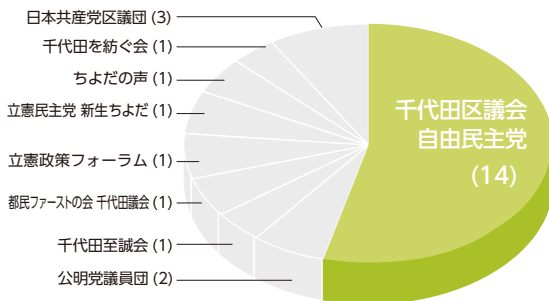 日本共産党区議団 (3)
千代田を紡ぐ会 (1)
ちよだの声 (1)
立憲民主党 新生ちよだ (1)
立憲政策フォーラム (1)
都民ファーストの会 千代田議会 (1)
千代田至誠会 (1)
公明党議員団 (2)
千代田区議会
自由民主党
(14)